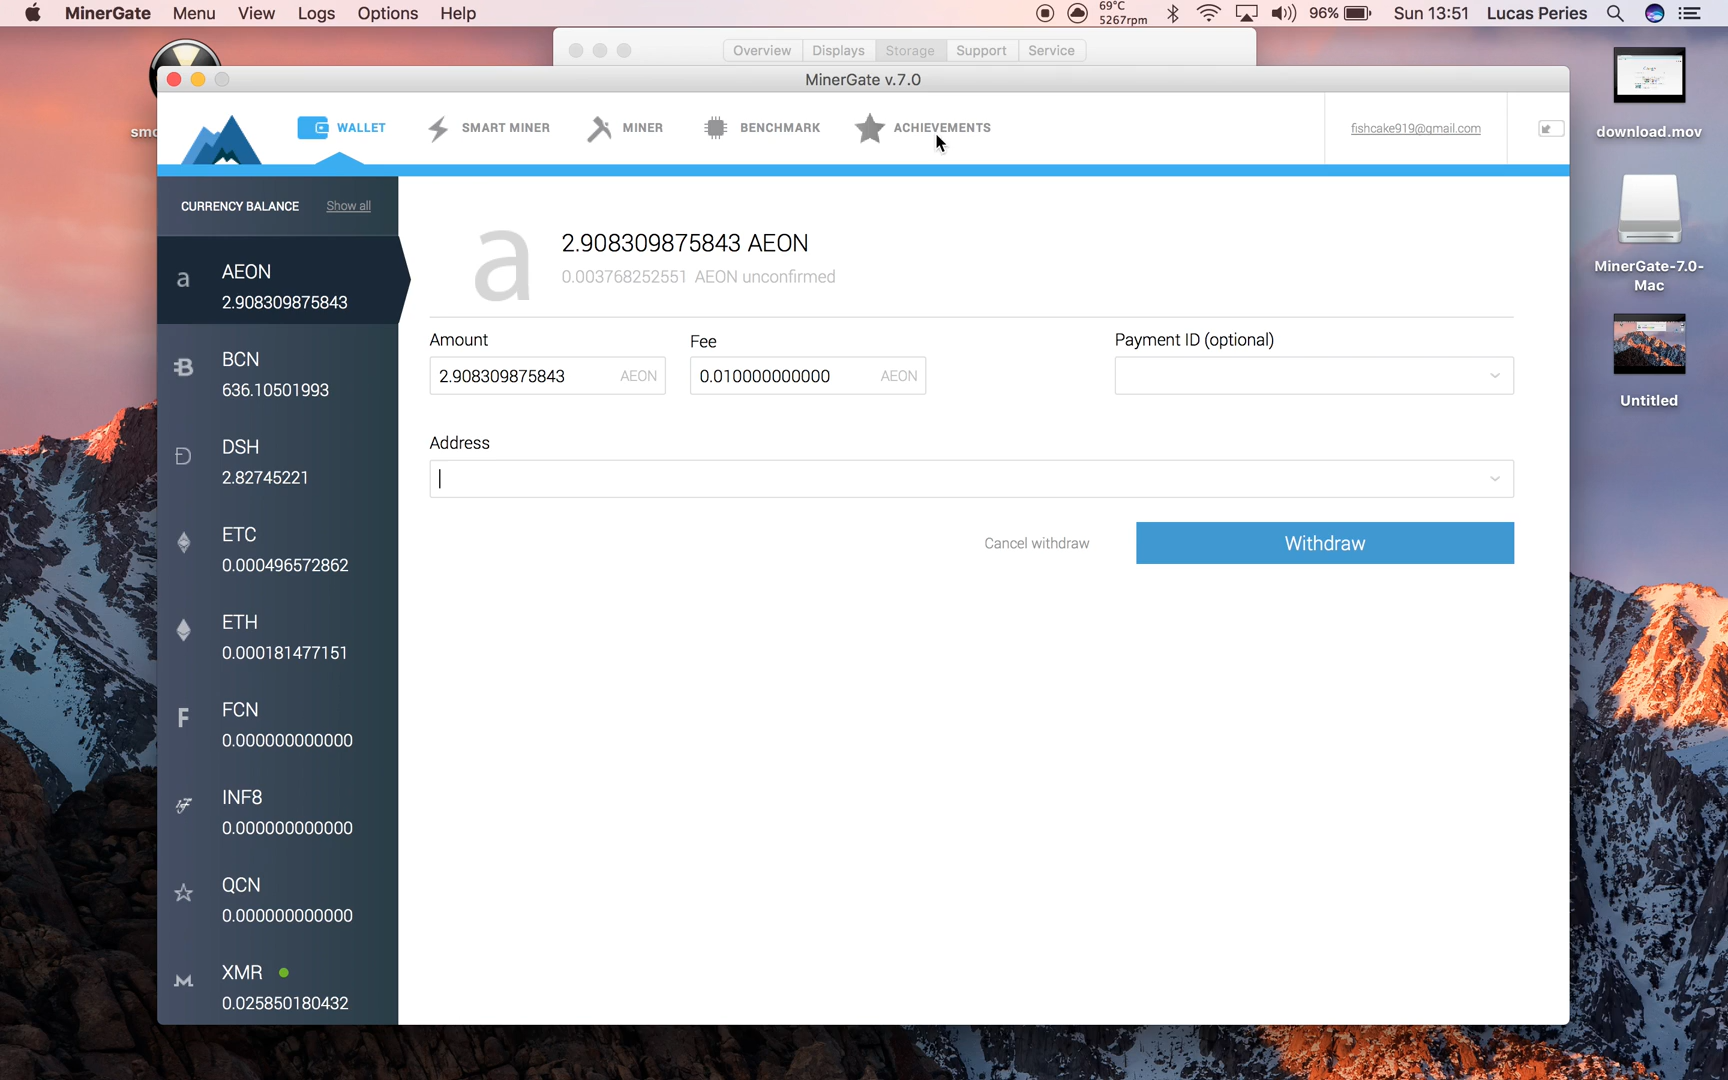 MinerGate Menu View Logs Options Help 69°C 5267rpm 96% Sun 13:51 Lucas Peries
Overview Displays Storage Support Service
MinerGate v.7.0
smo
WALLET SMART MINER MINER BENCHMARK ACHIEVEMENTS fishcake919@gmail.com
download.mov
MinerGate-7.0-
Mac
Untitled
CURRENCY BALANCE Show all
AEON
2.908309875843
BCN
636.10501993
DSH
2.82745221
ETC
0.000496572862
ETH
0.000181477151
FCN
0.000000000000
INF8
0.000000000000
QCN
0.000000000000
XMR
0.025850180432
a 2.908309875843 AEON
0.003768252551 AEON unconfirmed
Amount Fee Payment ID (optional)
2.908309875843 AEON 0.010000000000 AEON
Address
Cancel withdraw Withdraw